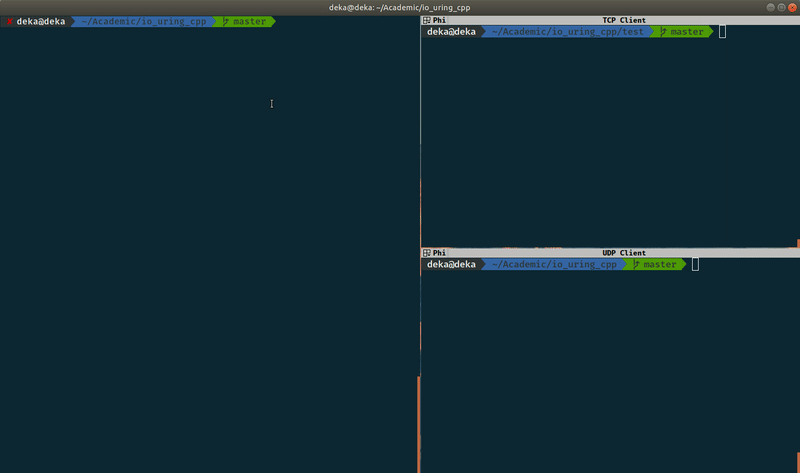 deka@deka: ~/Academic/io_uring_cpp
✘ deka@deka ~/Academic/io_uring_cpp master
Phi TCP Client
deka@deka ~/Academic/io_uring_cpp/test master
Phi UDP Client
deka@deka ~/Academic/io_uring_cpp master